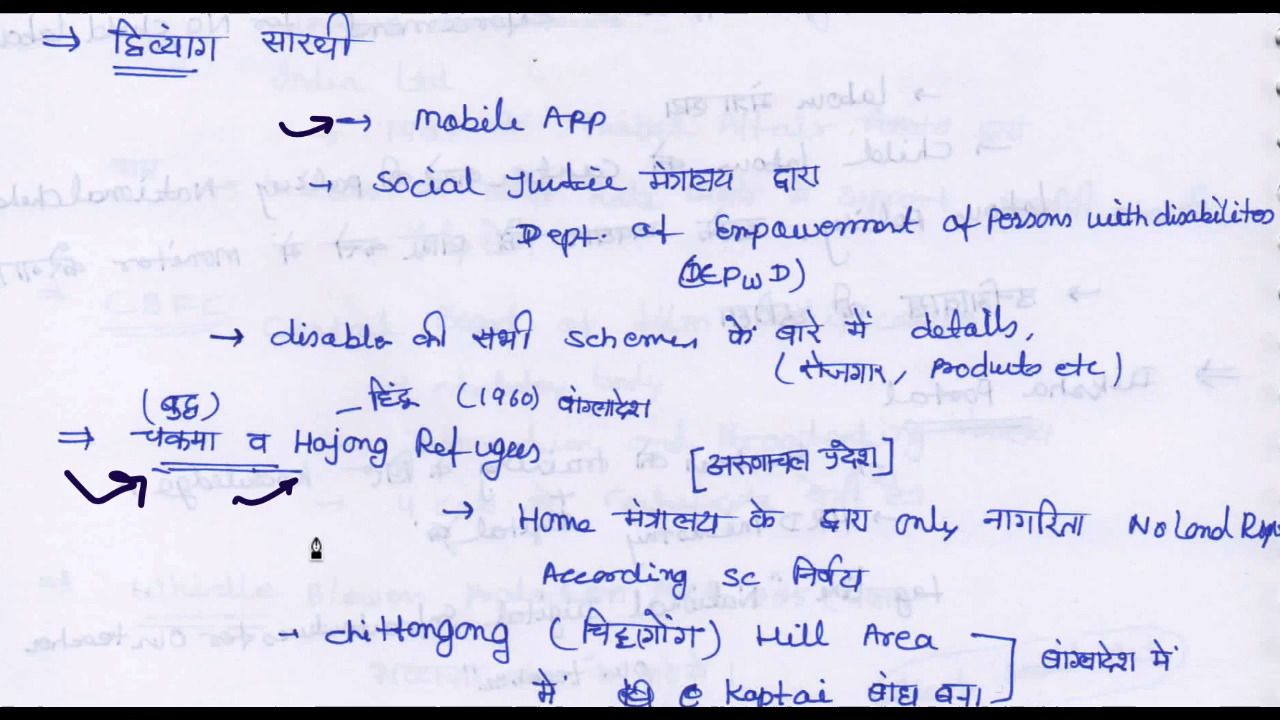 ⇒ दिव्यांग सारथी
→ Mobile APP
→ Social Justice मंत्रालय द्वारा
Dept. of Empowerment of Persons with disabilites
(DEPwD)
→ disable की सभी schemes के बारे में details,
(रोजगार, Products etc)
(बुद्ध) – हिंदू (1960) बांग्लादेश
⇒ चकमा व Hajong Refugees [अरुणाचल प्रदेश]
→ Home मंत्रालय के द्वारा only नागरिता No Land
According SC निर्णय
→ chittongong (चिट्टगोंग) Hill Area
में Kaptai बांध बना। बांग्लादेश में